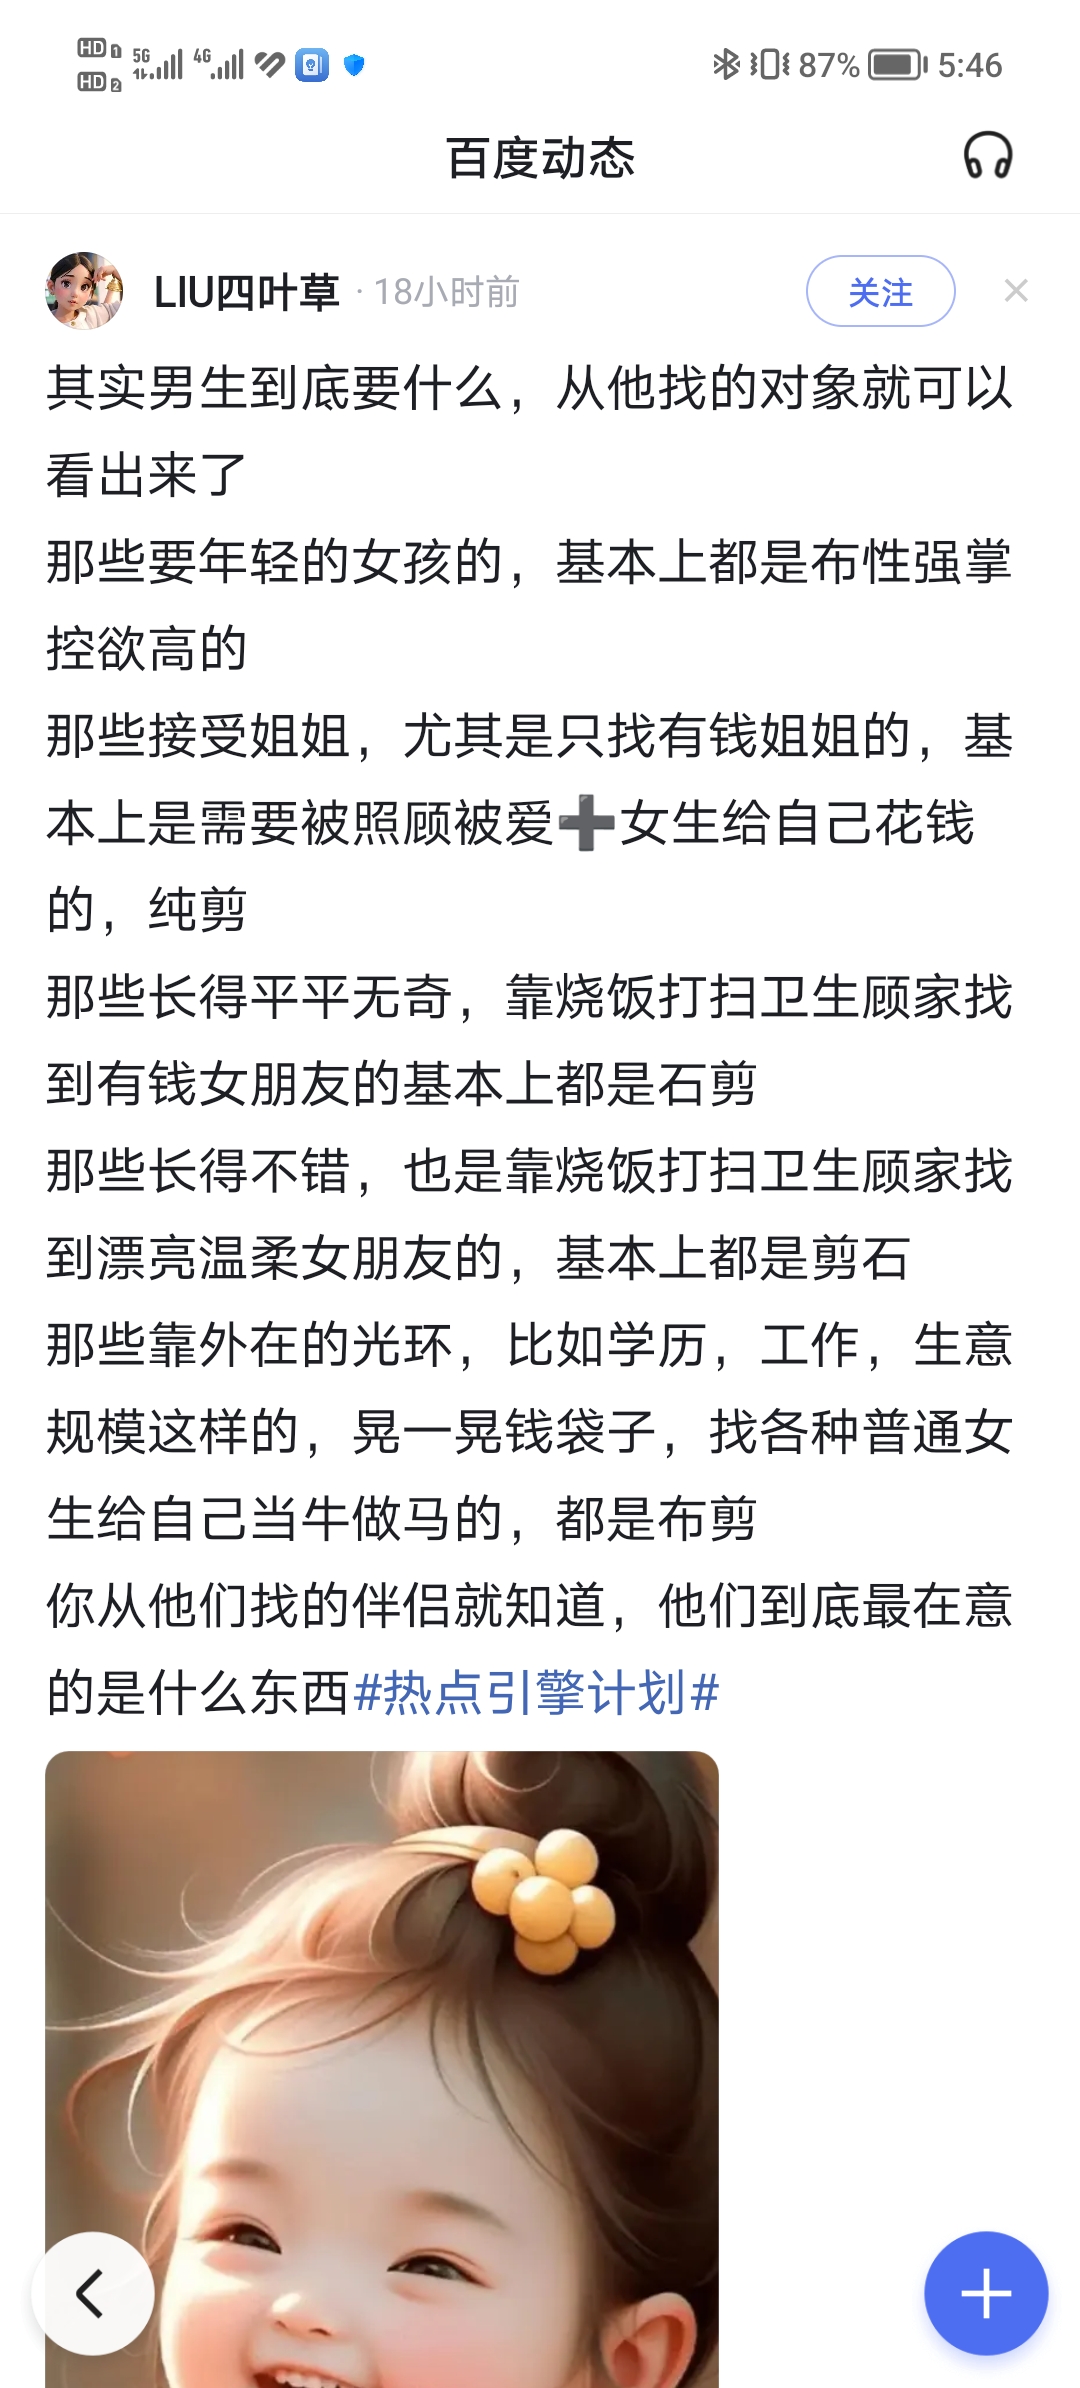 HD 1 5G 4G 87% 5:46
HD 2
百度动态
LIU四叶草 · 18小时前 关注
其实男生到底要什么，从他找的对象就可以
看出来了
那些要年轻的女孩的，基本上都是布性强掌
控欲高的
那些接受姐姐，尤其是只找有钱姐姐的，基
本上是需要被照顾被爱➕女生给自己花钱
的，纯剪
那些长得平平无奇，靠烧饭打扫卫生顾家找
到有钱女朋友的基本上都是石剪
那些长得不错，也是靠烧饭打扫卫生顾家找
到漂亮温柔女朋友的，基本上都是剪石
那些靠外在的光环，比如学历，工作，生意
规模这样的，晃一晃钱袋子，找各种普通女
生给自己当牛做马的，都是布剪
你从他们找的伴侣就知道，他们到底最在意
的是什么东西#热点引擎计划#